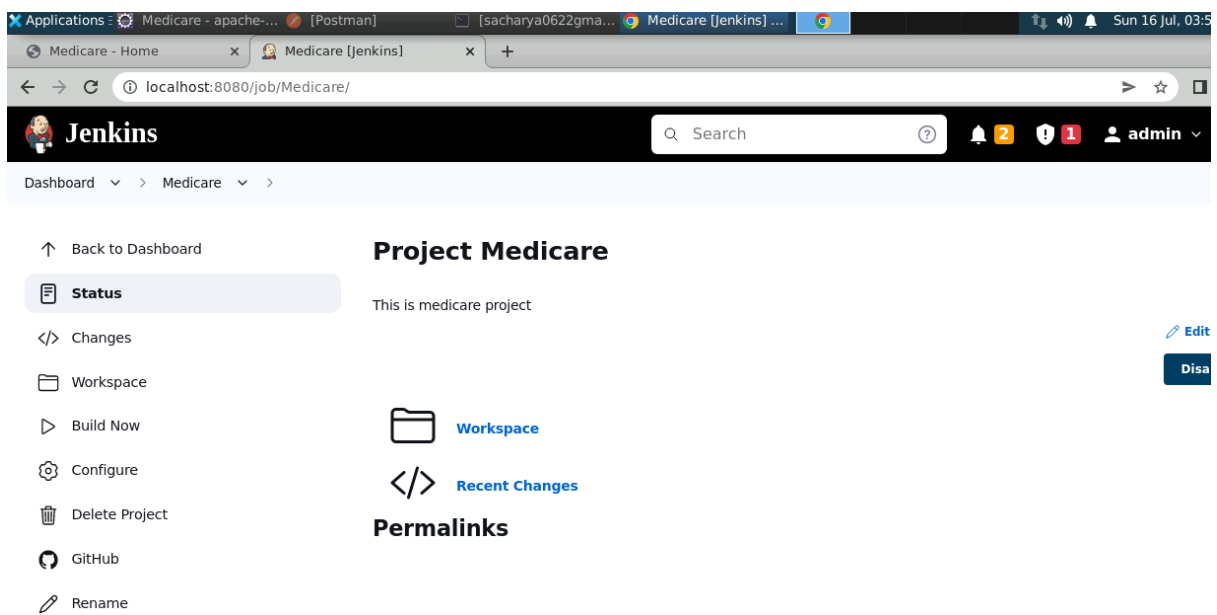 Applications Medicare - apache-... [Postman] [sacharya0622gma... Medicare [Jenkins] ... Sun 16 Jul, 03:5
Medicare - Home x Medicare [Jenkins] x +
localhost:8080/job/Medicare/
Jenkins Search 2 1 admin
Dashboard > Medicare >
Back to Dashboard
Project Medicare
Status
This is medicare project
Changes
Edit
Workspace
Disa
Build Now
Workspace
Configure
Recent Changes
Delete Project
Permalinks
GitHub
Rename